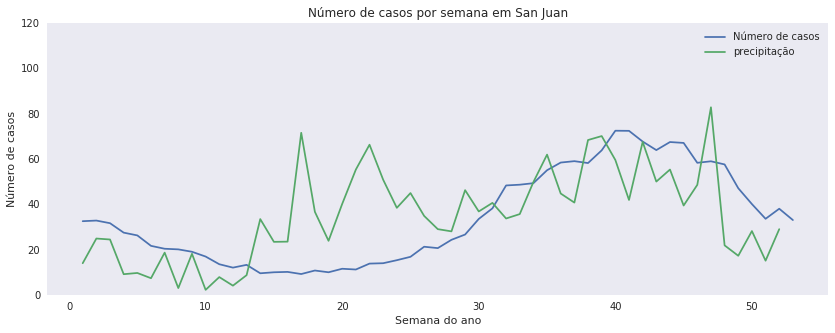 Número de casos por semana em San Juan
Número de casos
precipitação
Número de casos
120
100
80
60
40
20
0
0 10 20 30 40 50
Semana do ano